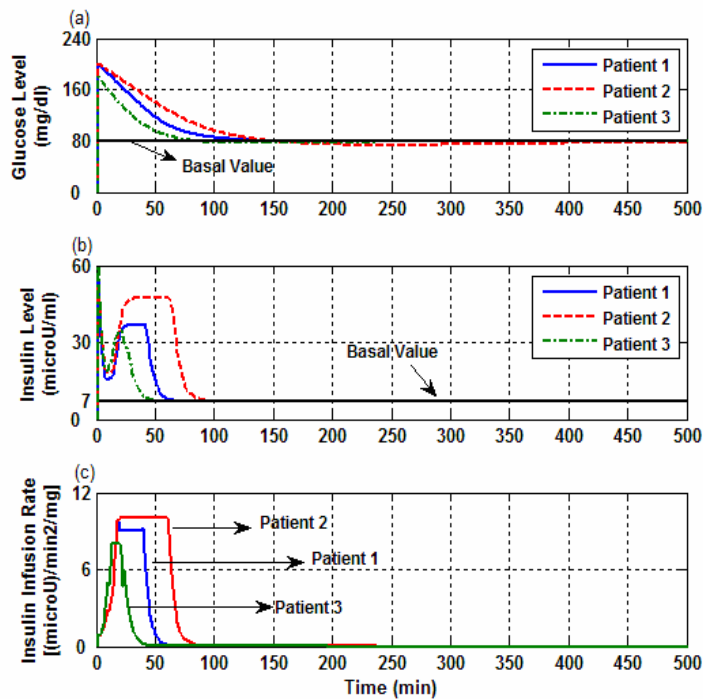 (a)
240
160
80
0
Glucose Level
(mg/dl)
Patient 1
Patient 2
Patient 3
Basal Value
0 50 100 150 200 250 300 350 400 450 500
(b)
60
30
7
0
Insulin Level
(microU/ml)
Patient 1
Patient 2
Patient 3
Basal Value
0 50 100 150 200 250 300 350 400 450 500
(c)
12
6
0
Insulin Infusion Rate
[(microU)/min2/mg]
Patient 2
Patient 1
Patient 3
0 50 100 150 200 250 300 350 400 450 500
Time (min)